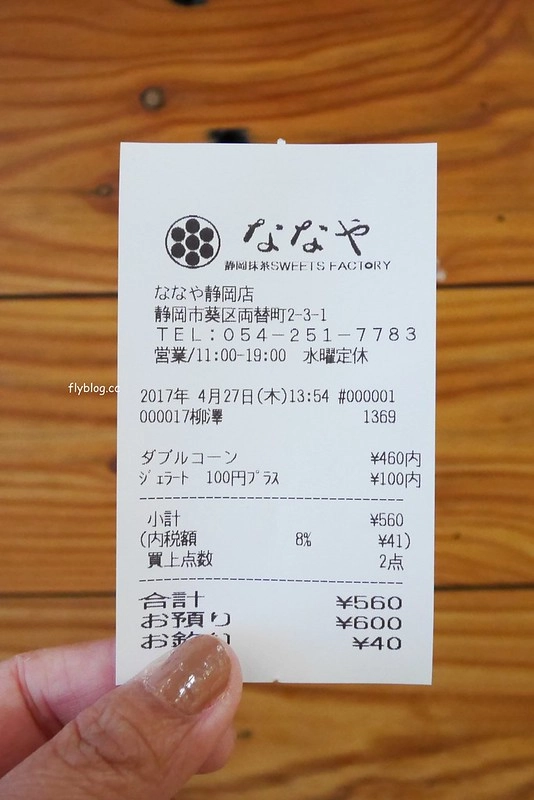 ななや
静岡抹茶SWEETS FACTORY
ななや静岡店
静岡市葵区両替町2-3-1
ＴＥＬ：０５４－２５１－７７８３
営業/11:00-19:00 水曜定休
flyblog.cc
2017年 4月27日(木)13:54 #000001
000017柳澤 1369
ダブルコーン ¥460内
ｼﾞｪﾗｰﾄ 100円ﾌﾟﾗｽ ¥100内
小計 ¥560
(内税額 8% ¥41)
買上点数 2点
合計 ¥560
お預り ¥600
お釣り ¥40